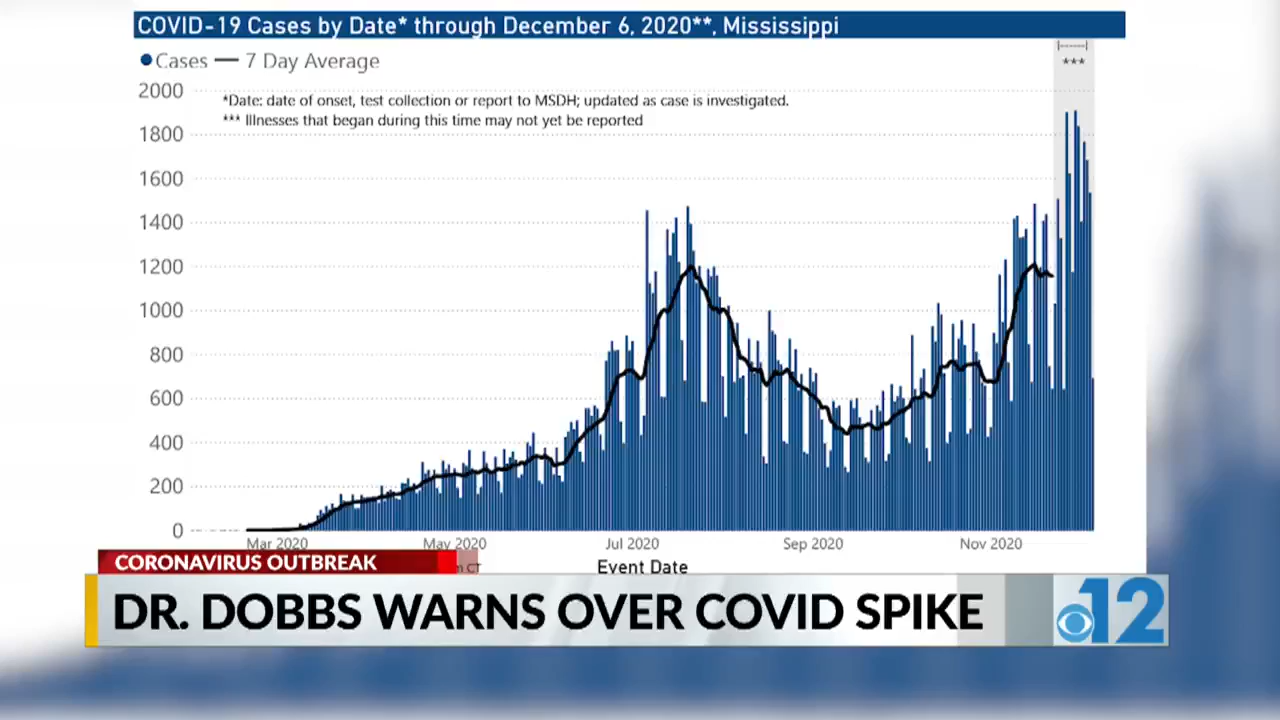 COVID-19 Cases by Date* through December 6, 2020**, Mississippi
Cases 7 Day Average
***
2000
*Date: date of onset, test collection or report to MSDH; updated as case is investigated.
*** Illnesses that began during this time may not yet be reported
1800
1600
1400
1200
1000
800
600
400
200
0
Mar 2020 May 2020 Jul 2020 Sep 2020 Nov 2020
CORONAVIRUS OUTBREAK
CT
Event Date
DR. DOBBS WARNS OVER COVID SPIKE
12